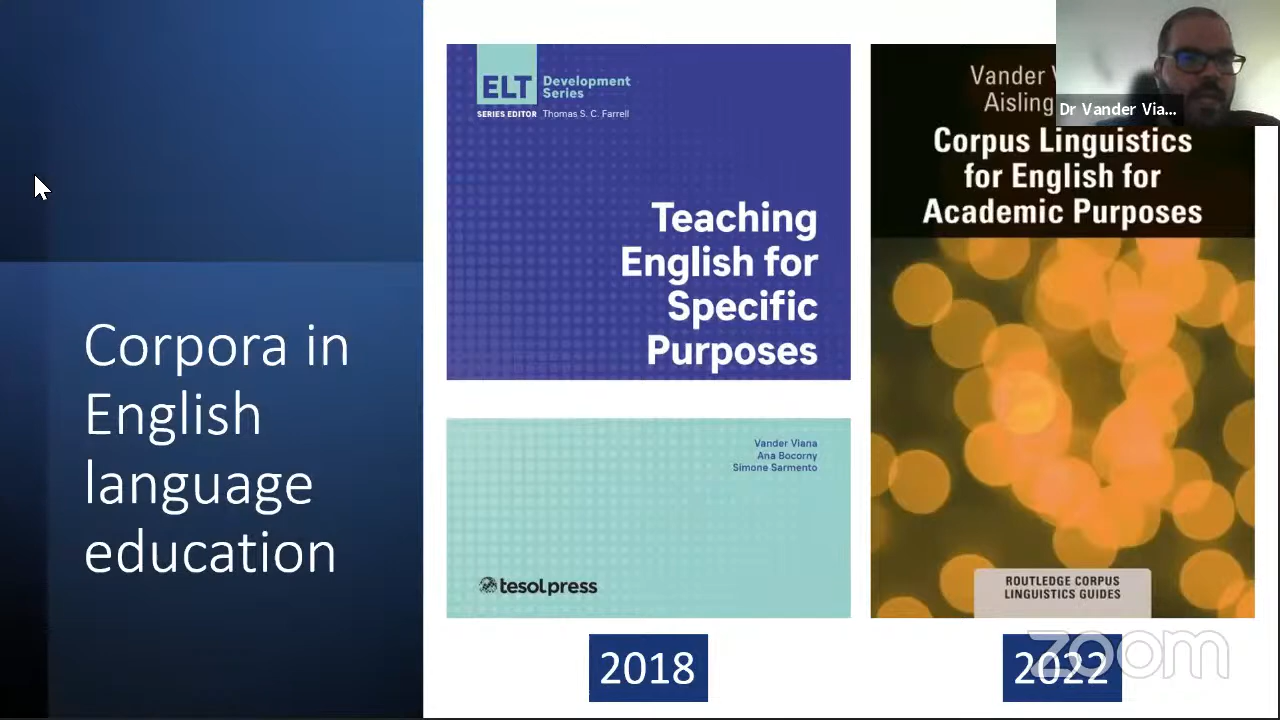 Corpora in
English
language
education
ELT Development
Series
SERIES EDITOR Thomas S. C. Farrell
Teaching
English for
Specific
Purposes
Vander Viana
Ana Bocorny
Simone Sarmento
tesolpress
2018
Vander
Aisling
Corpus Linguistics
for English for
Academic Purposes
ROUTLEDGE CORPUS
LINGUISTICS GUIDES
2022
Dr Vander Via...
zoom